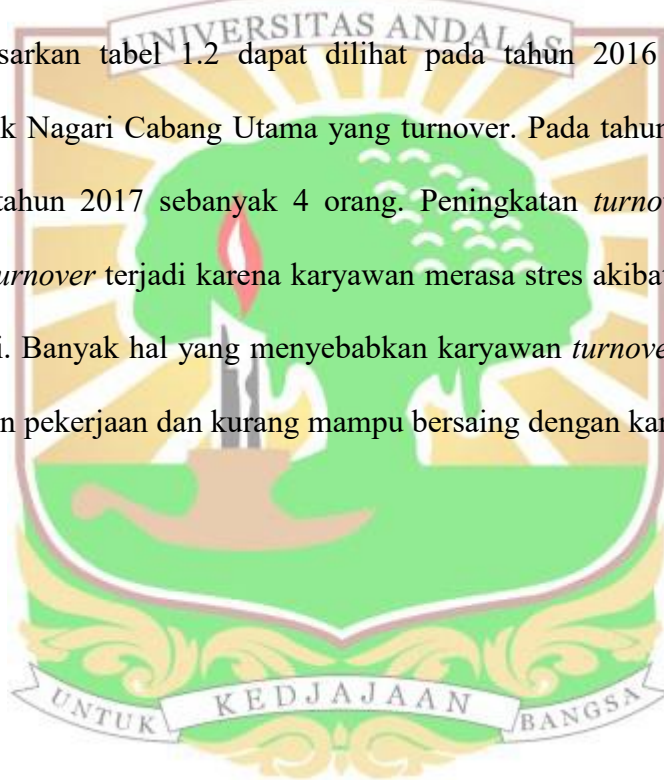 UNIVERSITAS ANDALAS
sarkan tabel 1.2 dapat dilihat pada tahun 2016
k Nagari Cabang Utama yang turnover. Pada tahun
tahun 2017 sebanyak 4 orang. Peningkatan turno
urnover terjadi karena karyawan merasa stres akibat
i. Banyak hal yang menyebabkan karyawan turnove
n pekerjaan dan kurang mampu bersaing dengan kar
UNTUK KEDJAJAAN BANGSA